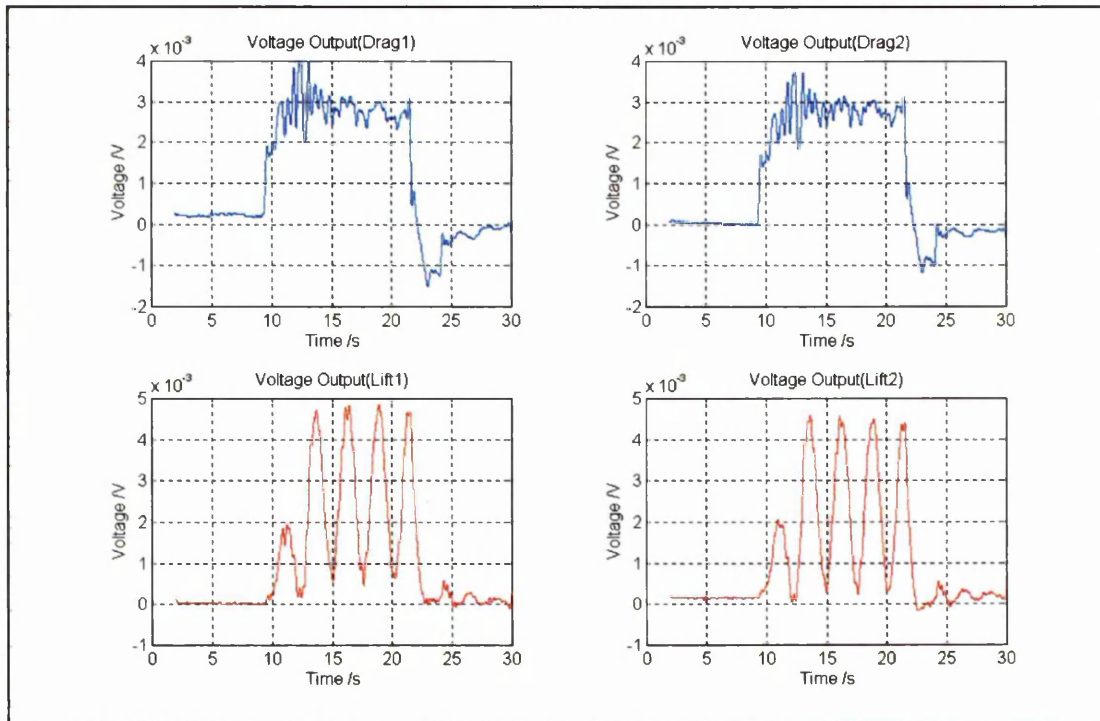 Voltage Output(Drag1)
x 10-3
4
3
2
1
0
-1
-2
Voltage /V
0 5 10 15 20 25 30
Time /s
Voltage Output(Drag2)
x 10-3
4
3
2
1
0
-1
-2
Voltage /V
0 5 10 15 20 25 30
Time /s
Voltage Output(Lift1)
x 10-3
5
4
3
2
1
0
-1
Voltage /V
0 5 10 15 20 25 30
Time /s
Voltage Output(Lift2)
x 10-3
5
4
3
2
1
0
-1
Voltage /V
0 5 10 15 20 25 30
Time /s